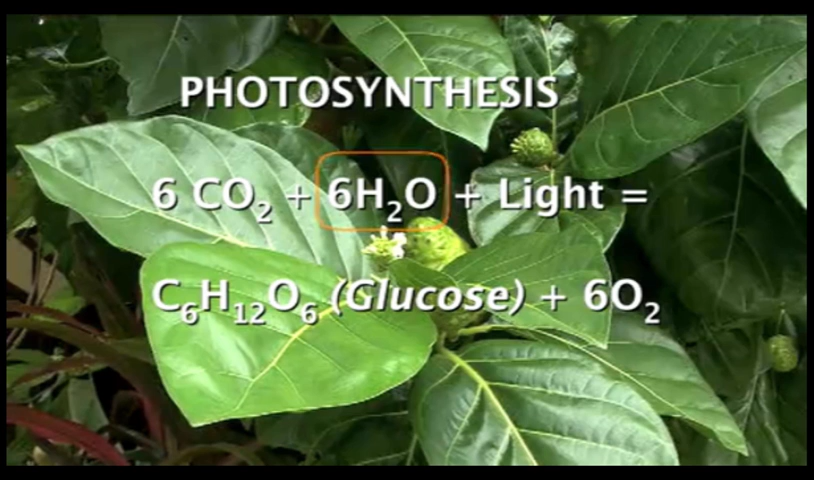 PHOTOSYNTHESIS
6 CO₂ + 6H₂O + Light =
C₆H₁₂O₆ (Glucose) + 6O₂